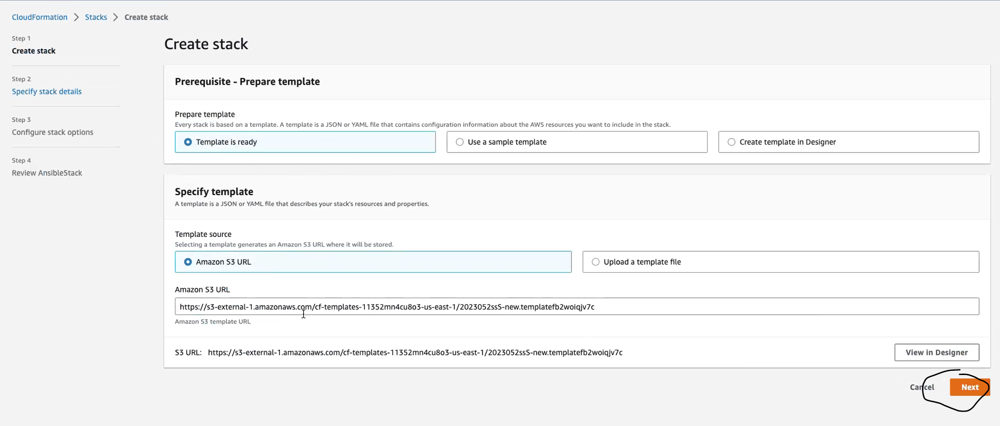 CloudFormation > Stacks > Create stack
Step 1
Create stack
Step 2
Specify stack details
Step 3
Configure stack options
Step 4
Review AnsibleStack
Create stack
Prerequisite - Prepare template
Prepare template
Every stack is based on a template. A template is a JSON or YAML file that contains configuration information about the AWS resources you want to include in the stack.
Template is ready
Use a sample template
Create template in Designer
Specify template
A template is a JSON or YAML file that describes your stack's resources and properties.
Template source
Selecting a template generates an Amazon S3 URL where it will be stored.
Amazon S3 URL
Upload a template file
Amazon S3 URL
https://s3-external-1.amazonaws.com/cf-templates-11352mn4cu8o3-us-east-1/2023052ssS-new.templatefb2woiqjv7c
Amazon S3 template URL
S3 URL: https://s3-external-1.amazonaws.com/cf-templates-11352mn4cu8o3-us-east-1/2023052ssS-new.templatefb2woiqjv7c
View in Designer
Cancel
Next